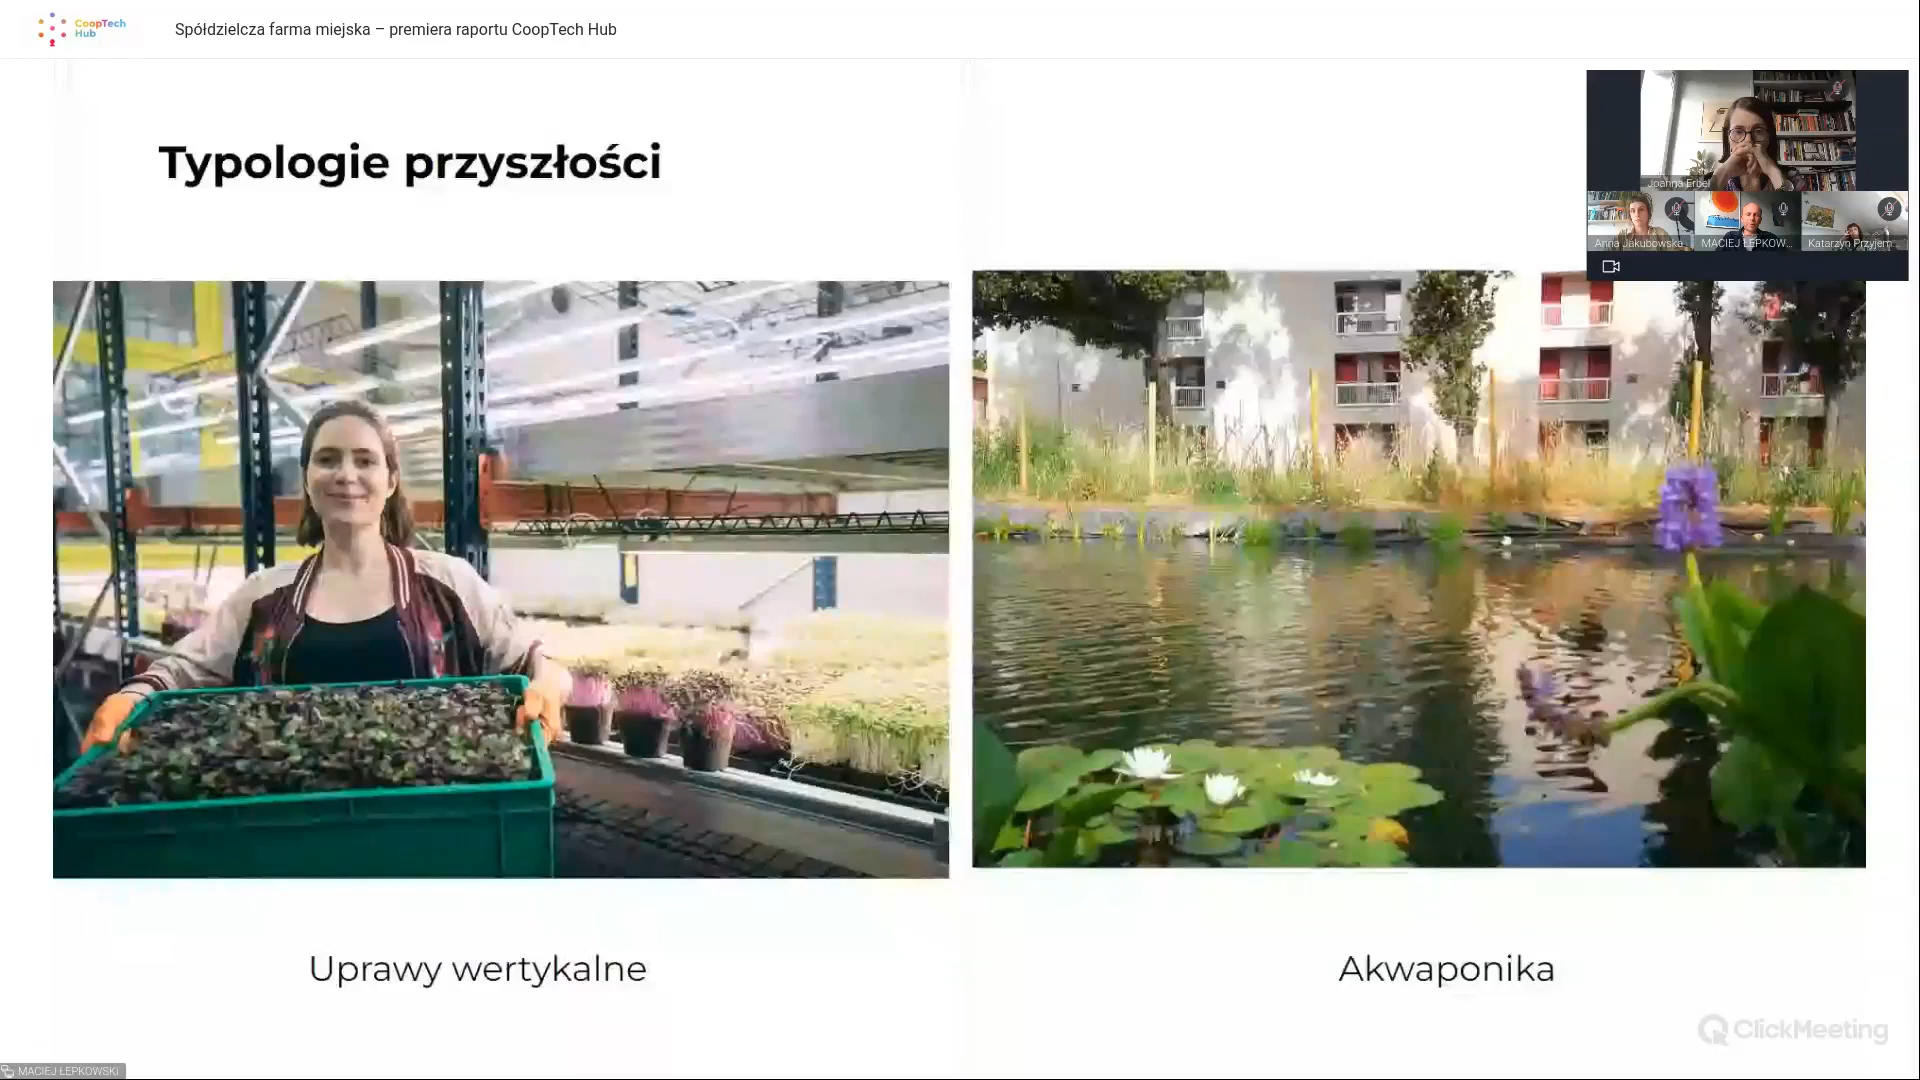 CoopTech
Hub
Spółdzielcza farma miejska – premiera raportu CoopTech Hub
Typologie przyszłości
Joanna Erbel
Anna Jakubowska
MACIEJ ŁEPKOW...
Katarzyn Przyjem...
Uprawy wertykalne
Akwaponika
ClickMeeting
MACIEJ ŁEPKOWSKI